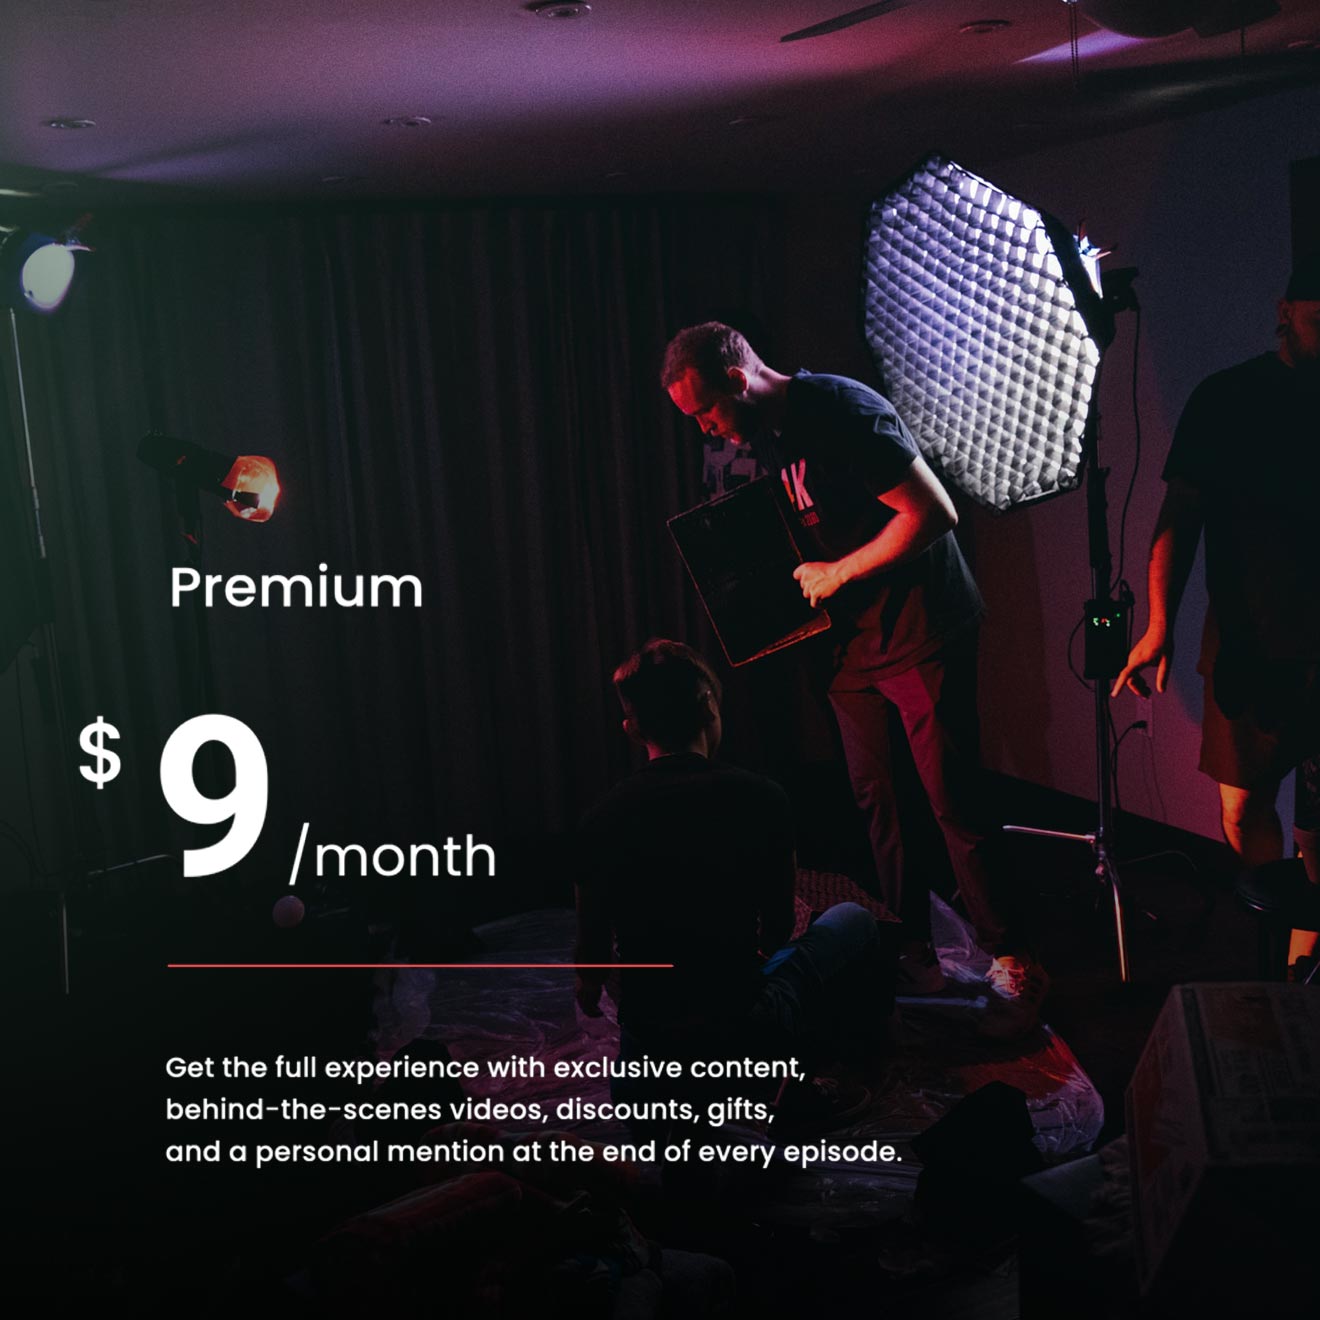 Premium
$ 9 /month
Get the full experience with exclusive content,
behind-the-scenes videos, discounts, gifts,
and a personal mention at the end of every episode.